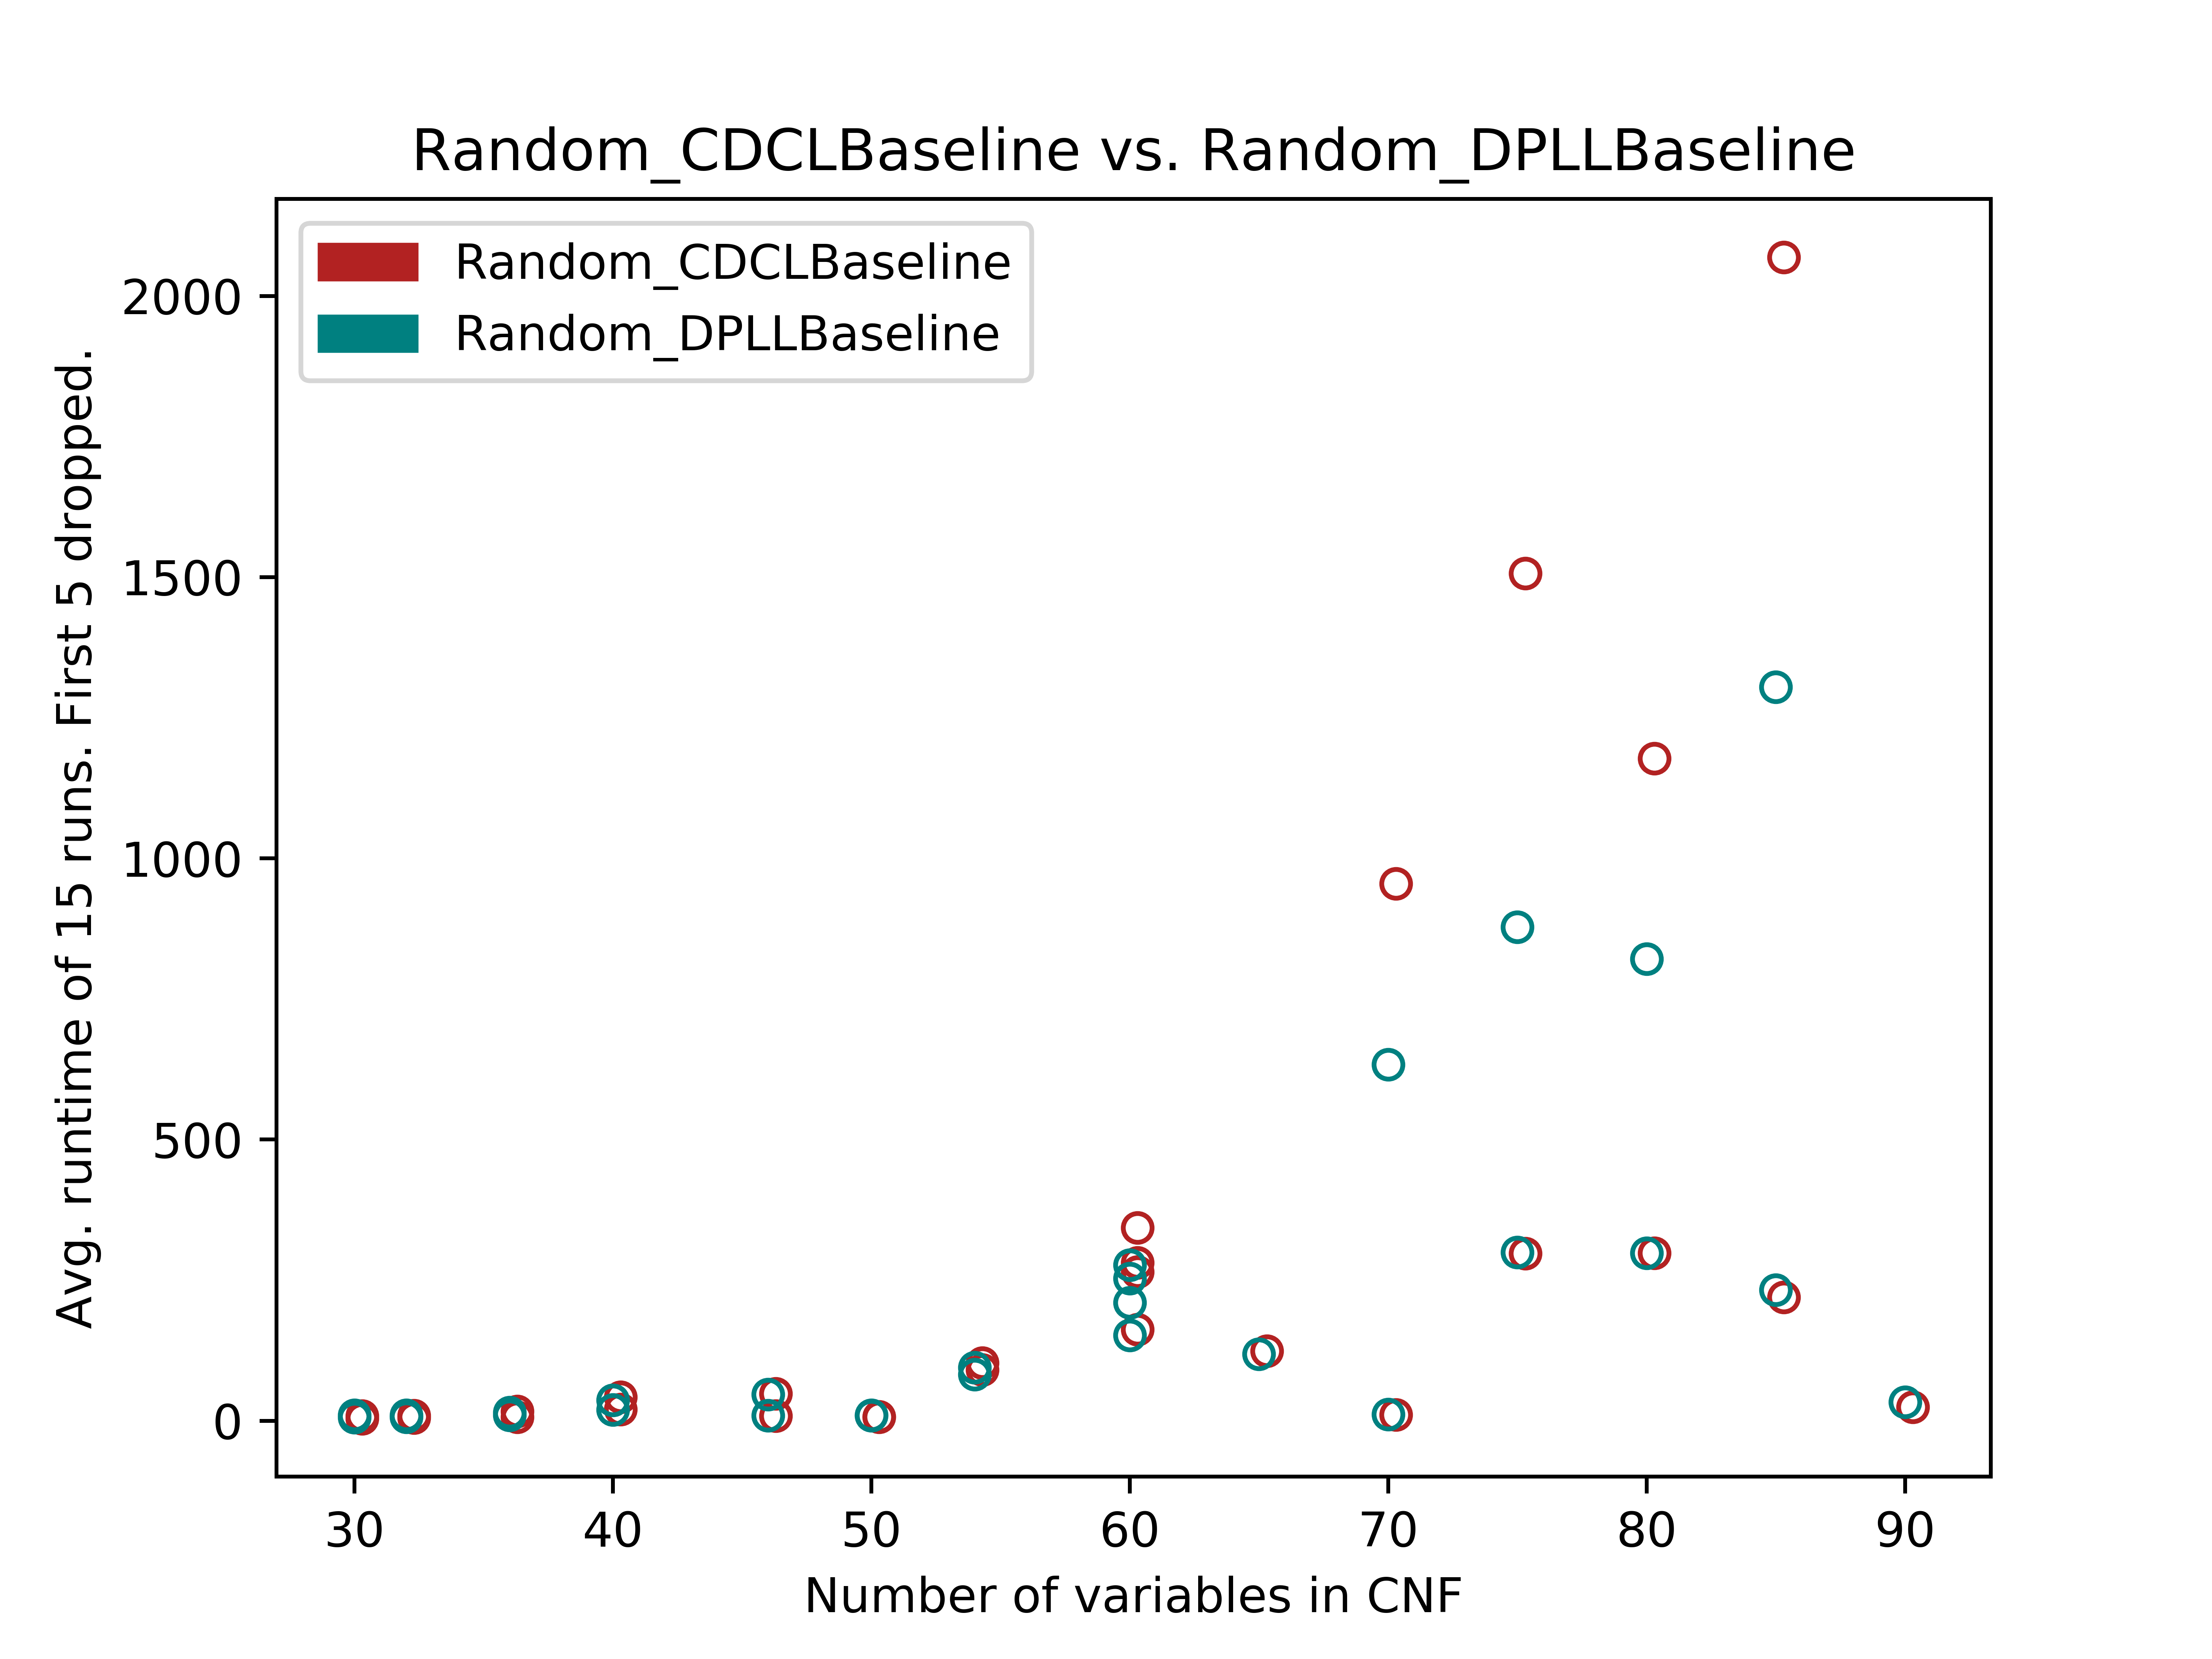 Random_CDCLBaseline vs. Random_DPLLBaseline
Random_CDCLBaseline
Random_DPLLBaseline
Avg. runtime of 15 runs. First 5 dropped.
2000
1500
1000
500
0
30 40 50 60 70 80 90
Number of variables in CNF